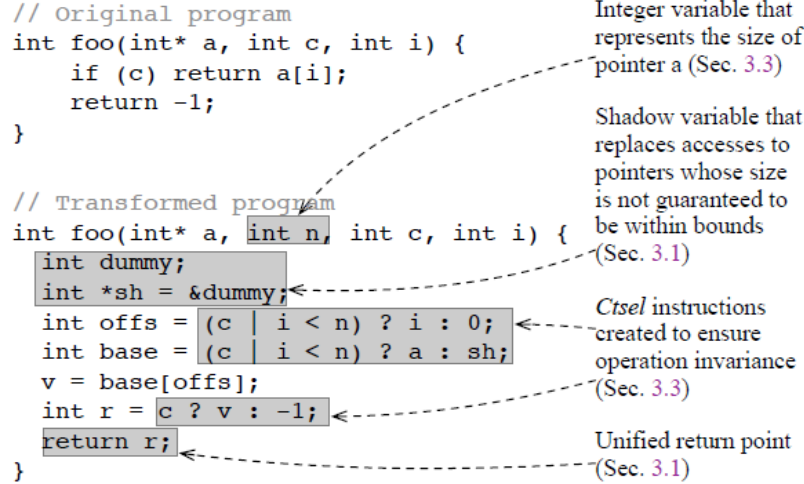 // Original program
int foo(int* a, int c, int i) {
    if (c) return a[i];
    return -1;
}
// Transformed program
int foo(int* a, int n, int c, int i) {
  int dummy;
  int *sh = &dummy;
  int offs = (c | i < n) ? i : 0;
  int base = (c | i < n) ? a : sh;
  v = base[offs];
  int r = c ? v : -1;
  return r;
}
Integer variable that
represents the size of
pointer a (Sec. 3.3)
Shadow variable that
replaces accesses to
pointers whose size
is not guaranteed to
be within bounds
(Sec. 3.1)
Ctsel instructions
created to ensure
operation invariance
(Sec. 3.3)
Unified return point
(Sec. 3.1)